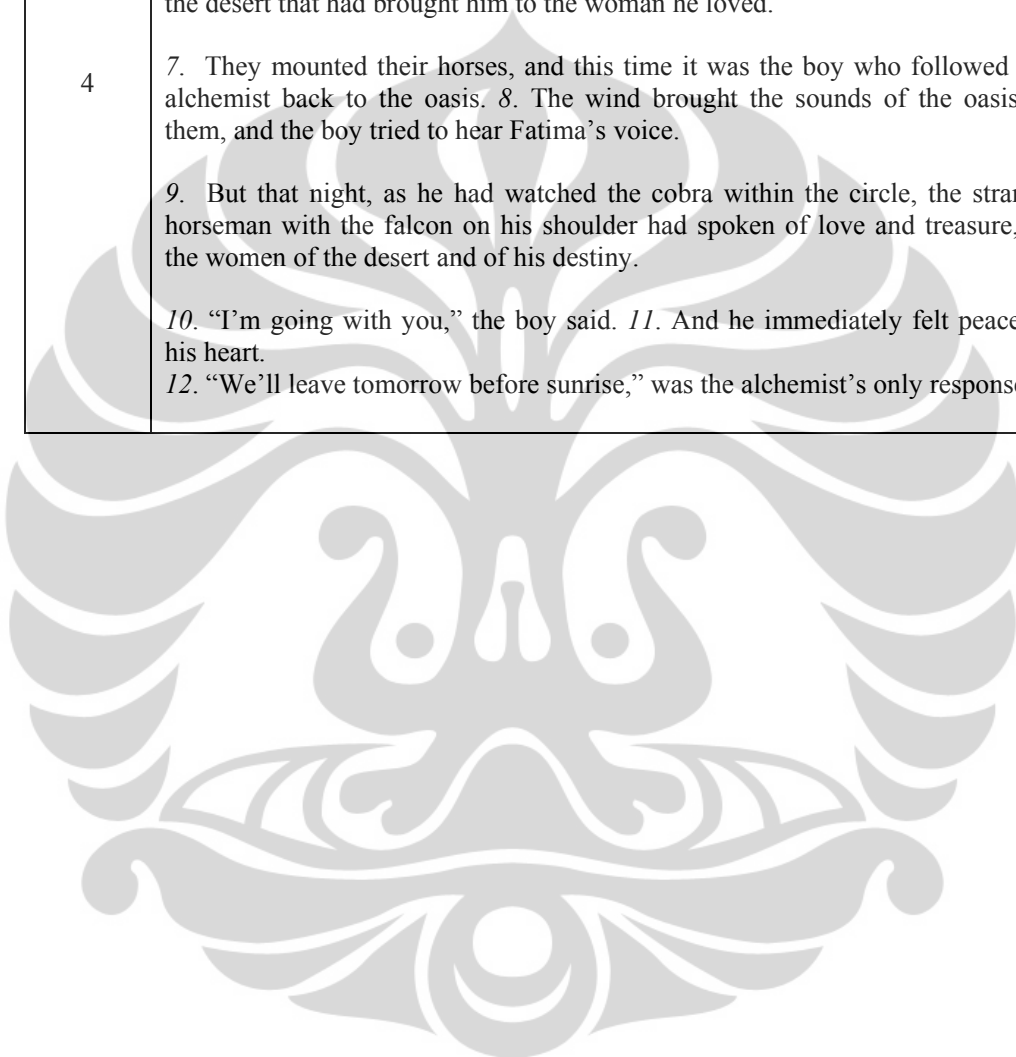 the desert that had brought him to the woman he loved.
4
7. They mounted their horses, and this time it was the boy who followed
alchemist back to the oasis. 8. The wind brought the sounds of the oasis
them, and the boy tried to hear Fatima’s voice.
9. But that night, as he had watched the cobra within the circle, the
horseman with the falcon on his shoulder had spoken of love and treasure,
the women of the desert and of his destiny.
10. “I’m going with you,” the boy said. 11. And he immediately felt peace
his heart.
12. “We’ll leave tomorrow before sunrise,” was the alchemist’s only